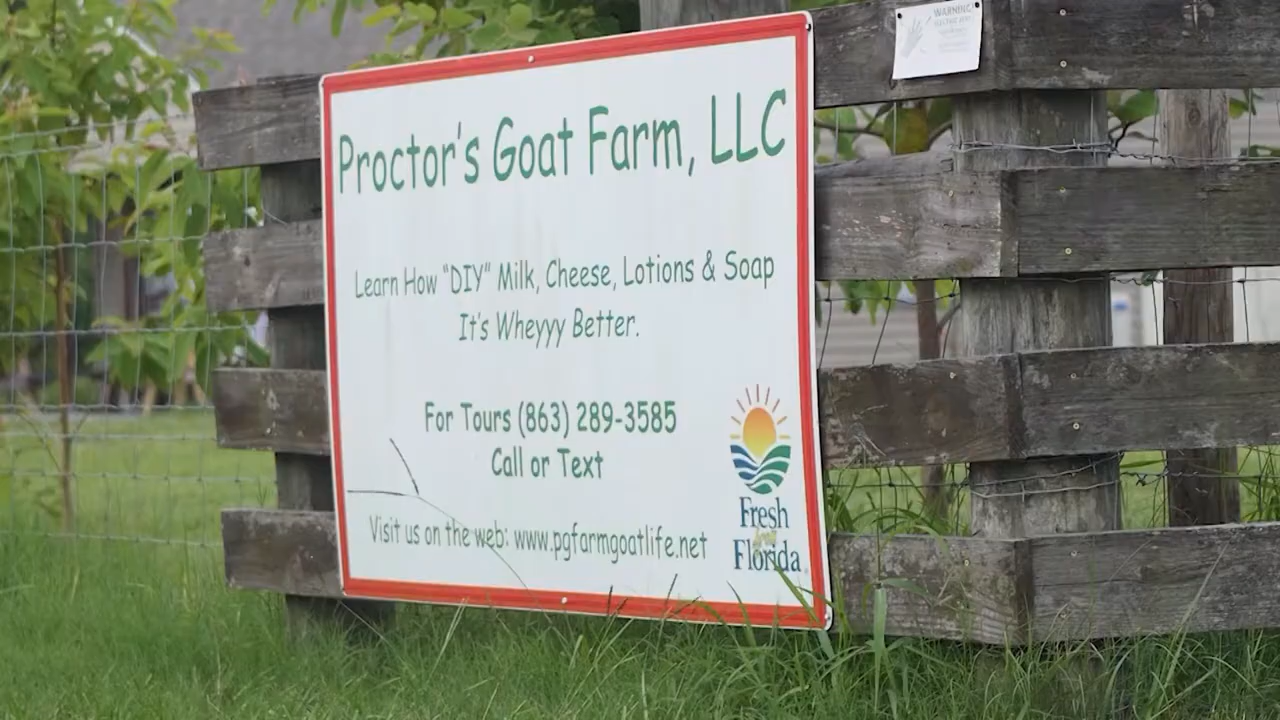 WARNING!
Proctor's Goat Farm, LLC
Learn How "DIY" Milk, Cheese, Lotions & Soap
It's Wheyyy Better.
For Tours (863) 289-3585
Call or Text
Visit us on the web: www.pgfarmgoatlife.net
Fresh
from
Florida